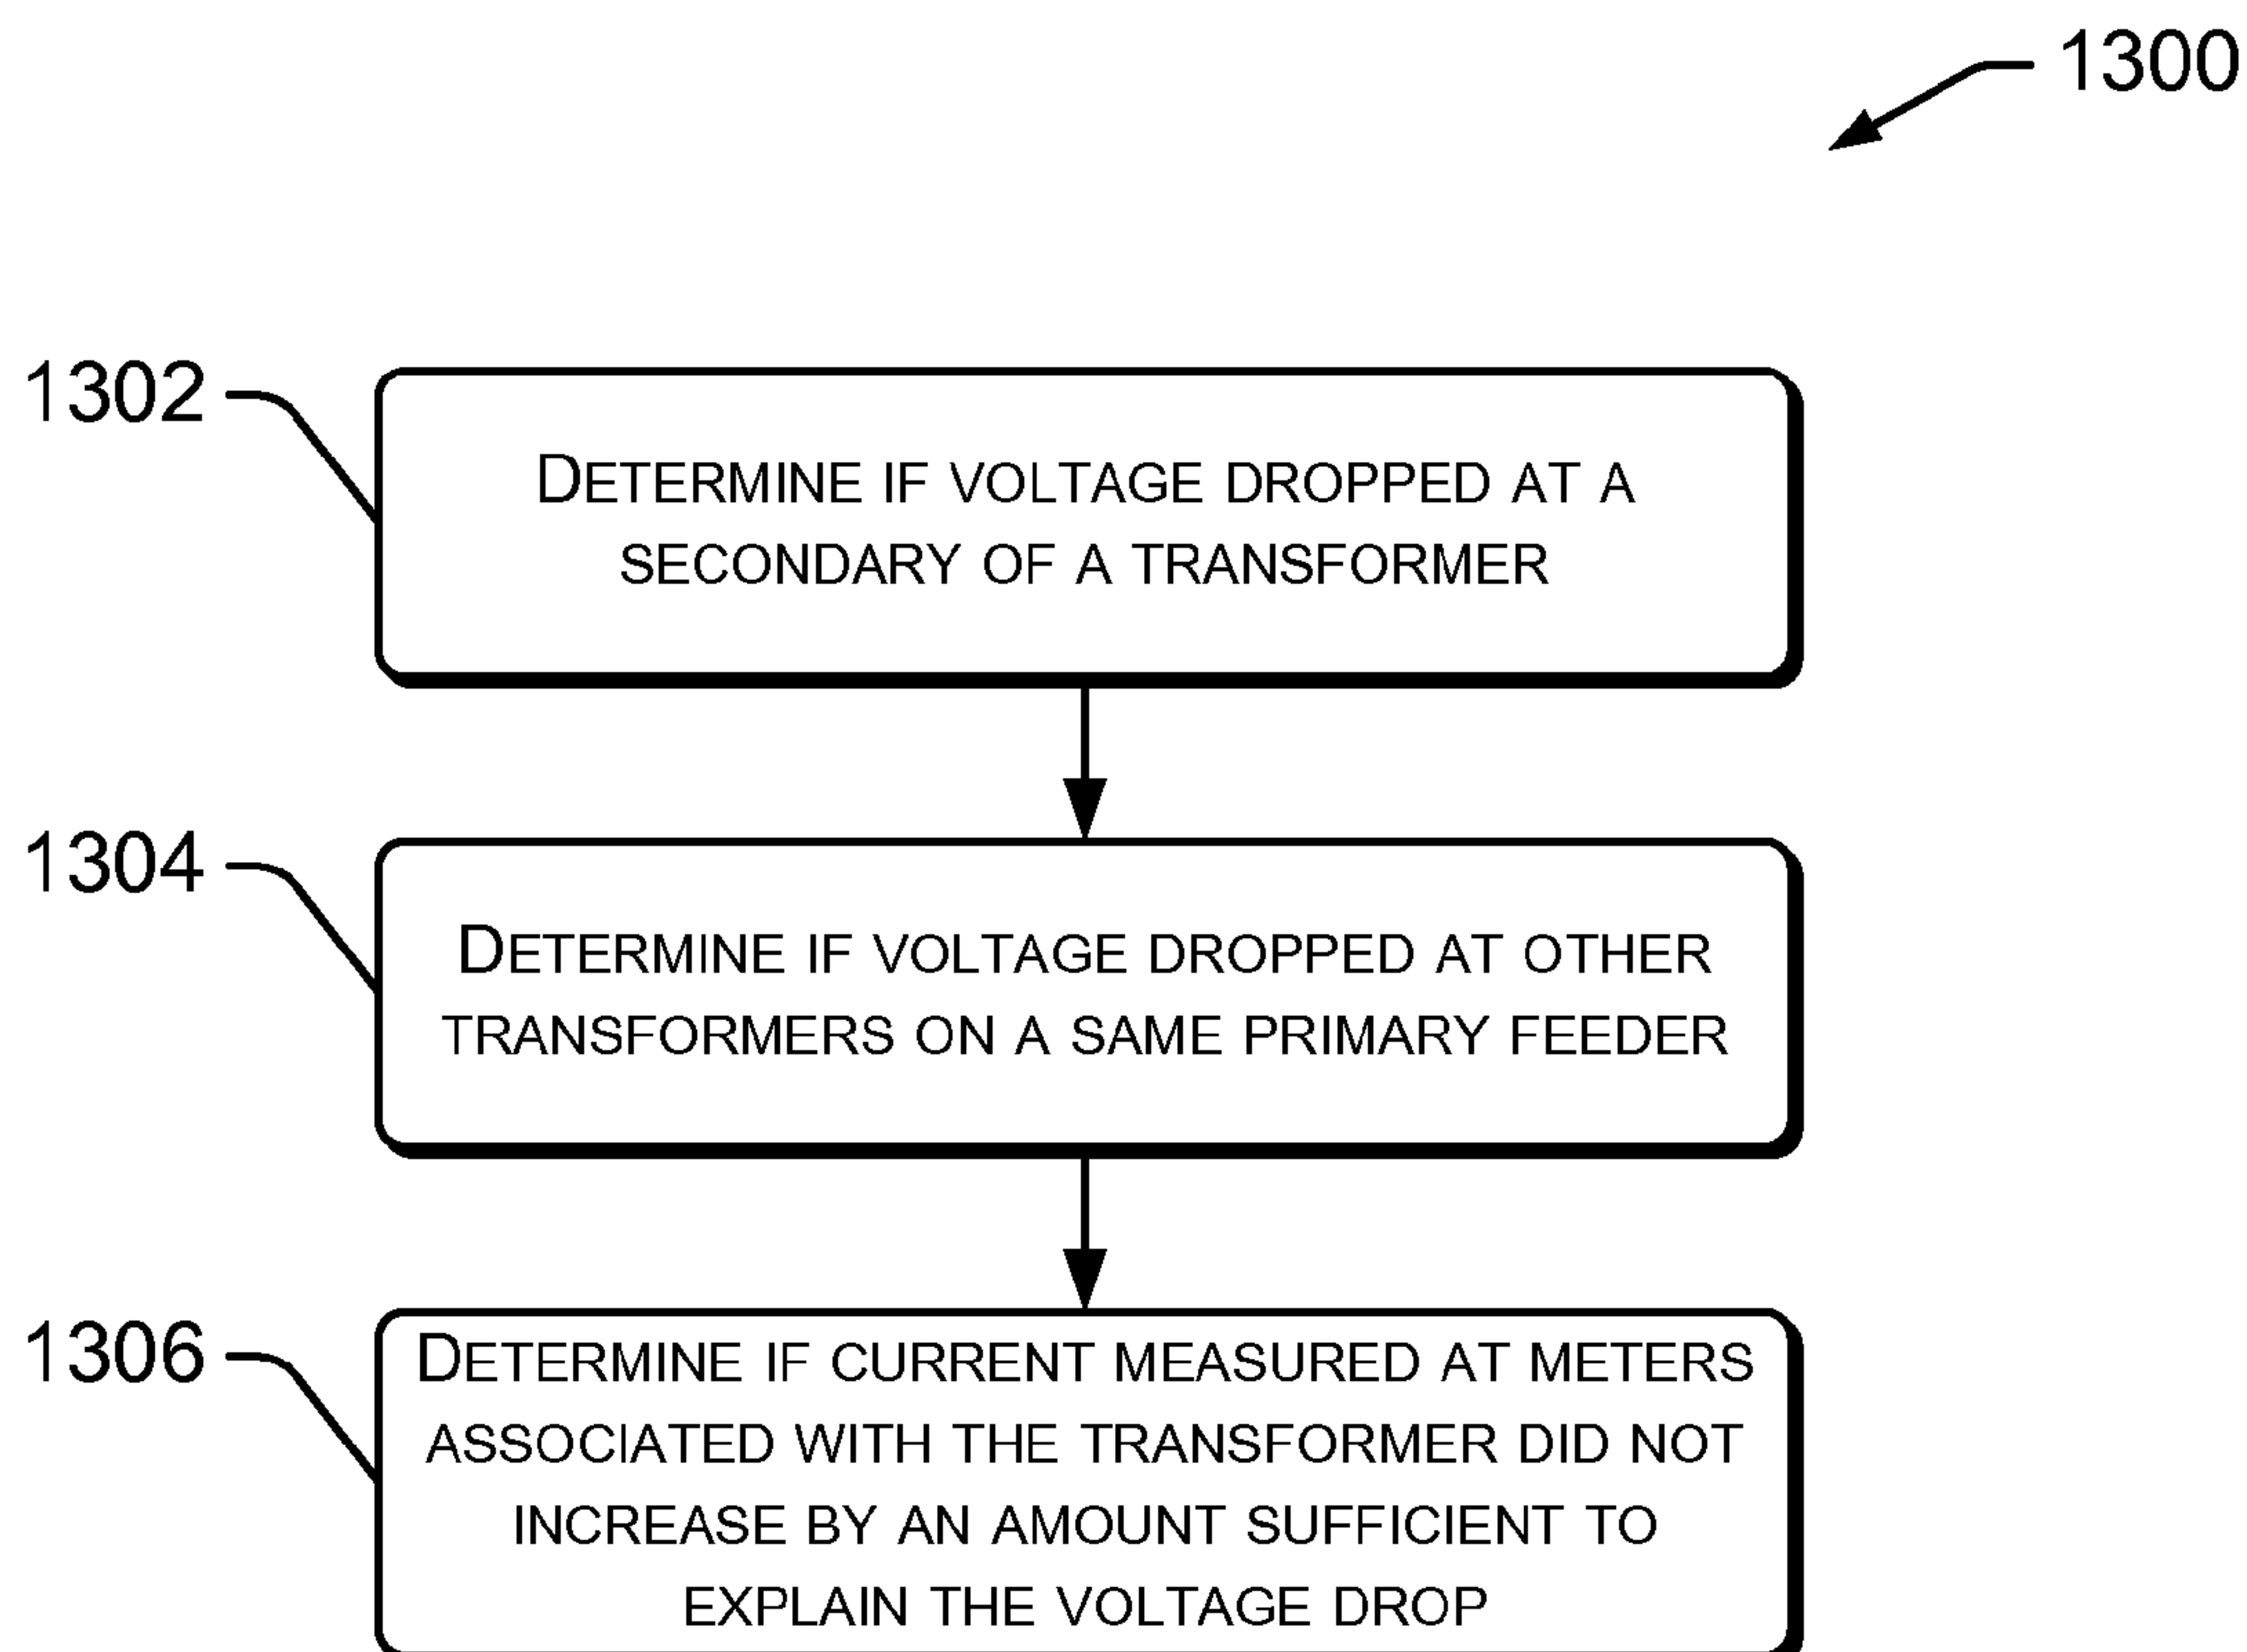 1300
1302
DETERMINE IF VOLTAGE DROPPED AT A
SECONDARY OF A TRANSFORMER
1304
DETERMINE IF VOLTAGE DROPPED AT OTHER
TRANSFORMERS ON A SAME PRIMARY FEEDER
1306
DETERMINE IF CURRENT MEASURED AT METERS
ASSOCIATED WITH THE TRANSFORMER DID NOT
INCREASE BY AN AMOUNT SUFFICIENT TO
EXPLAIN THE VOLTAGE DROP